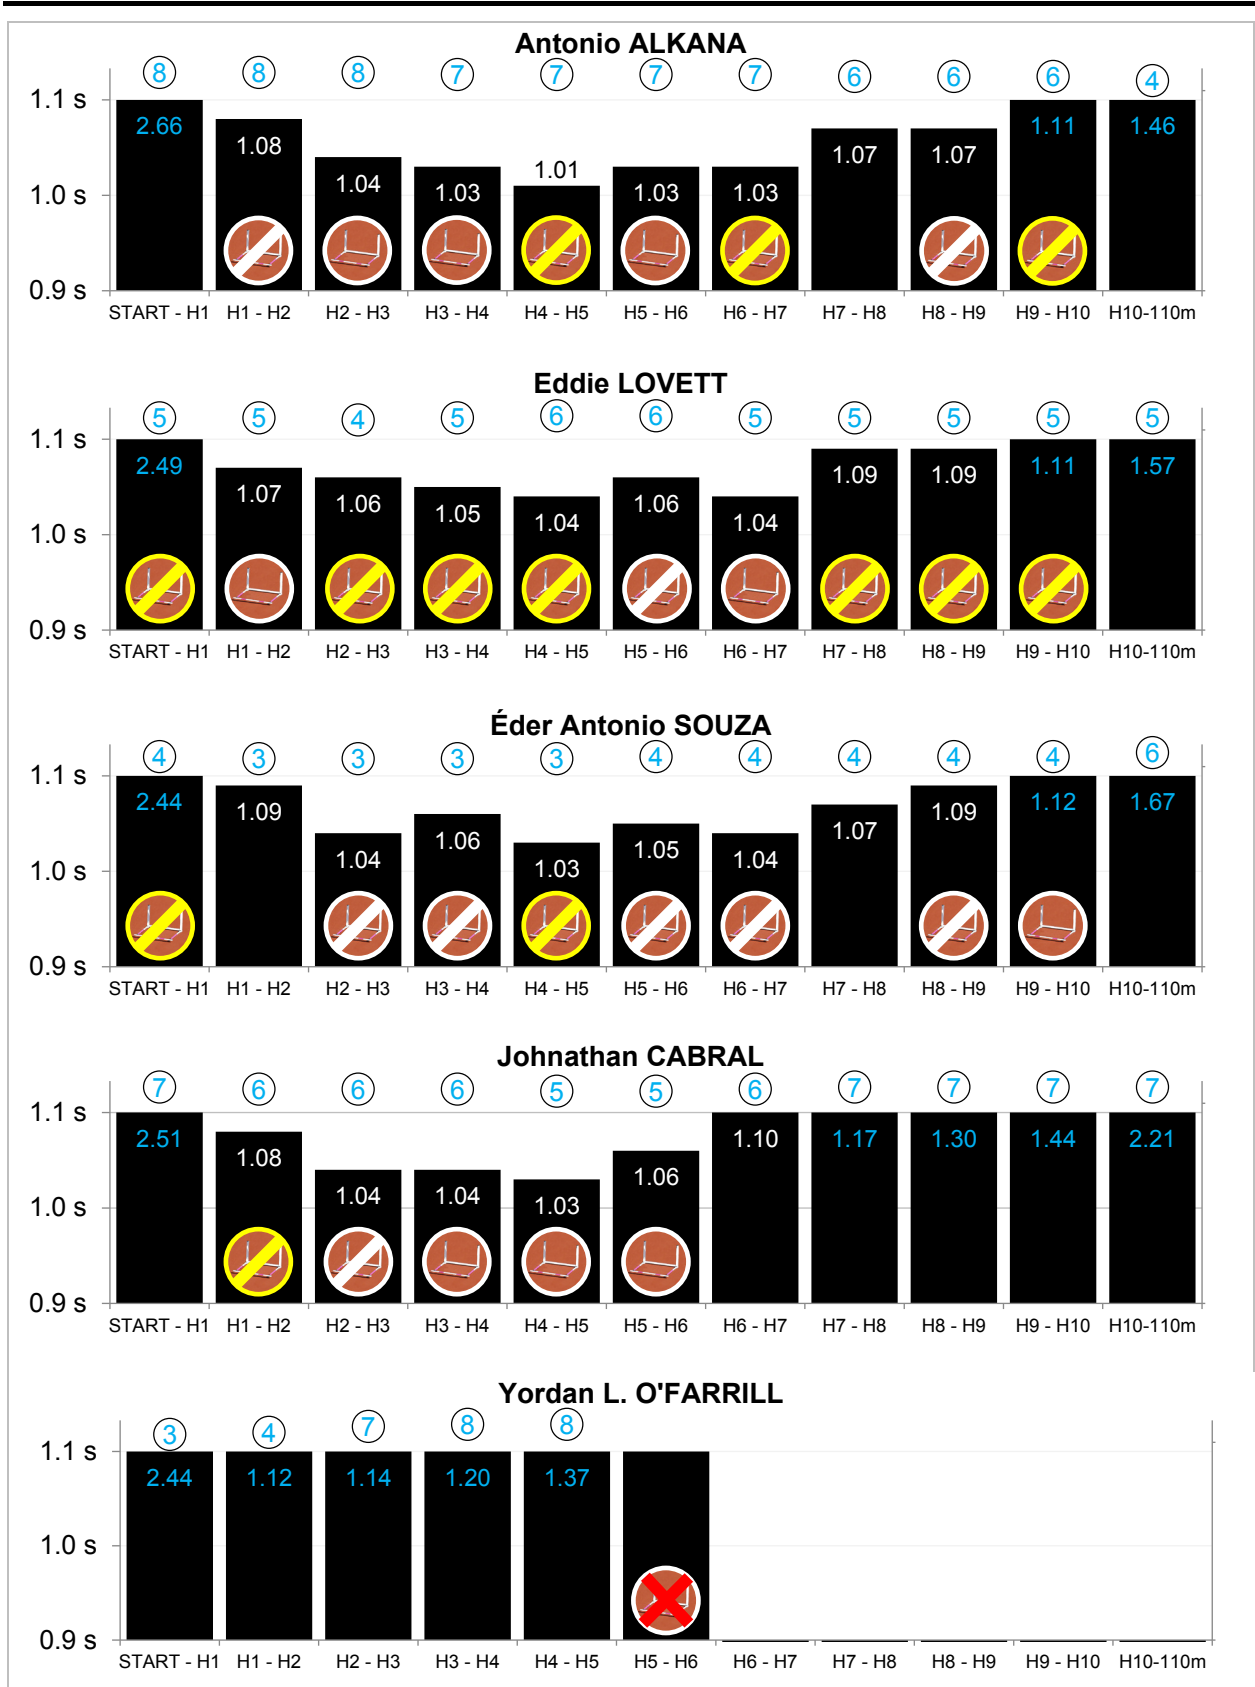 Antonio ALKANA
8 8 8 7 7 7 7 6 6 6 4
1.1 s
1.0 s
0.9 s
2.66 1.08 1.04 1.03 1.01 1.03 1.03 1.07 1.07 1.11 1.46
START - H1 H1 - H2 H2 - H3 H3 - H4 H4 - H5 H5 - H6 H6 - H7 H7 - H8 H8 - H9 H9 - H10 H10-110m
Eddie LOVETT
5 5 4 5 6 6 5 5 5 5 5
1.1 s
1.0 s
0.9 s
2.49 1.07 1.06 1.05 1.04 1.06 1.04 1.09 1.09 1.11 1.57
START - H1 H1 - H2 H2 - H3 H3 - H4 H4 - H5 H5 - H6 H6 - H7 H7 - H8 H8 - H9 H9 - H10 H10-110m
Éder Antonio SOUZA
4 3 3 3 3 4 4 4 4 4 6
1.1 s
1.0 s
0.9 s
2.44 1.09 1.04 1.06 1.03 1.05 1.04 1.07 1.09 1.12 1.67
START - H1 H1 - H2 H2 - H3 H3 - H4 H4 - H5 H5 - H6 H6 - H7 H7 - H8 H8 - H9 H9 - H10 H10-110m
Johnathan CABRAL
7 6 6 6 5 5 6 7 7 7 7
1.1 s
1.0 s
0.9 s
2.51 1.08 1.04 1.04 1.03 1.06 1.10 1.17 1.30 1.44 2.21
START - H1 H1 - H2 H2 - H3 H3 - H4 H4 - H5 H5 - H6 H6 - H7 H7 - H8 H8 - H9 H9 - H10 H10-110m
Yordan L. O'FARRILL
3 4 7 8 8
1.1 s
1.0 s
0.9 s
2.44 1.12 1.14 1.20 1.37
START - H1 H1 - H2 H2 - H3 H3 - H4 H4 - H5 H5 - H6 H6 - H7 H7 - H8 H8 - H9 H9 - H10 H10-110m